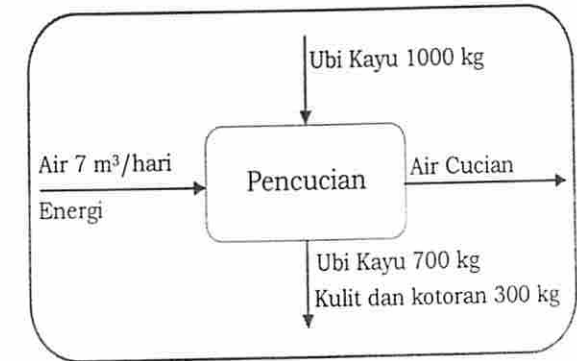 Ubi Kayu 1000 kg
Air 7 m³/hari
Energi
Pencucian
Air Cucian
Ubi Kayu 700 kg
Kulit dan kotoran 300 kg